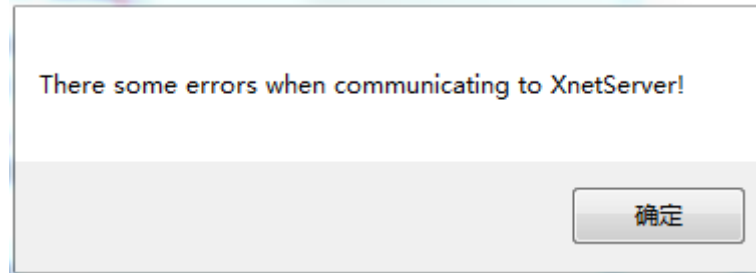 There some errors when communicating to XnetServer!
确定